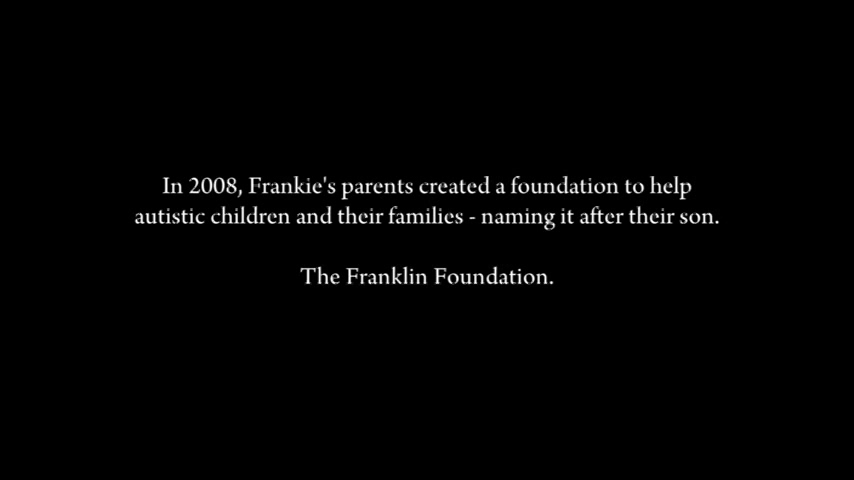 In 2008, Frankie's parents created a foundation to help
autistic children and their families - naming it after their son.
The Franklin Foundation.